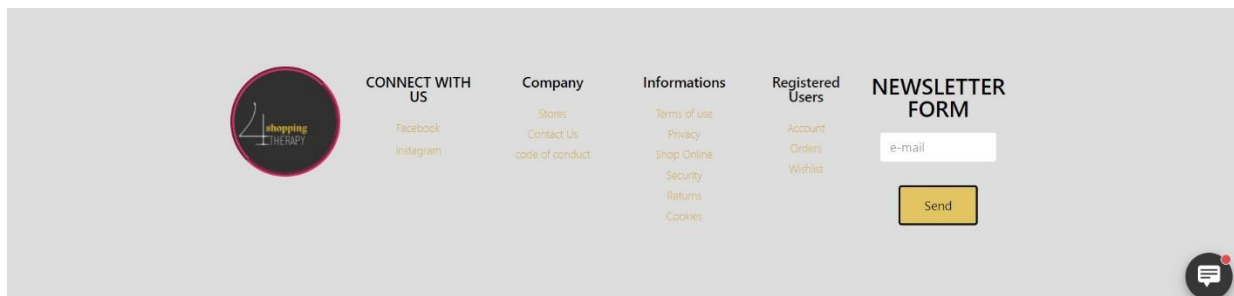 4
shopping
THERAPY
CONNECT WITH
US
Facebook
Instagram
Company
Stores
Contact Us
code of conduct
Informations
Terms of use
Privacy
Shop Online
Security
Returns
Cookies
Registered
Users
Account
Orders
Wishlist
NEWSLETTER
FORM
e-mail
Send